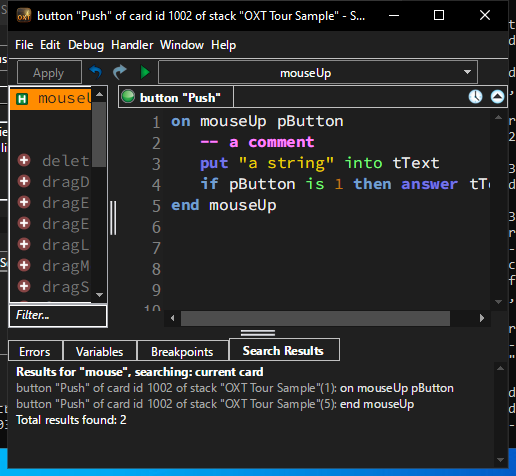 button "Push" of card id 1002 of stack "OXT Tour Sample" - S...
File Edit Debug Handler Window Help
Apply
mouseUp
mouseU
button "Push"
delet
dragD
dragE
dragE
dragL
dragM
dragS
Filter...
1 on mouseUp pButton
2 -- a comment
3 put "a string" into tText
4 if pButton is 1 then answer tTe
5 end mouseUp
6
7
8
9
10
Errors Variables Breakpoints Search Results
Results for "mouse", searching: current card
button "Push" of card id 1002 of stack "OXT Tour Sample"(1): on mouseUp pButton
button "Push" of card id 1002 of stack "OXT Tour Sample"(5): end mouseUp
Total results found: 2